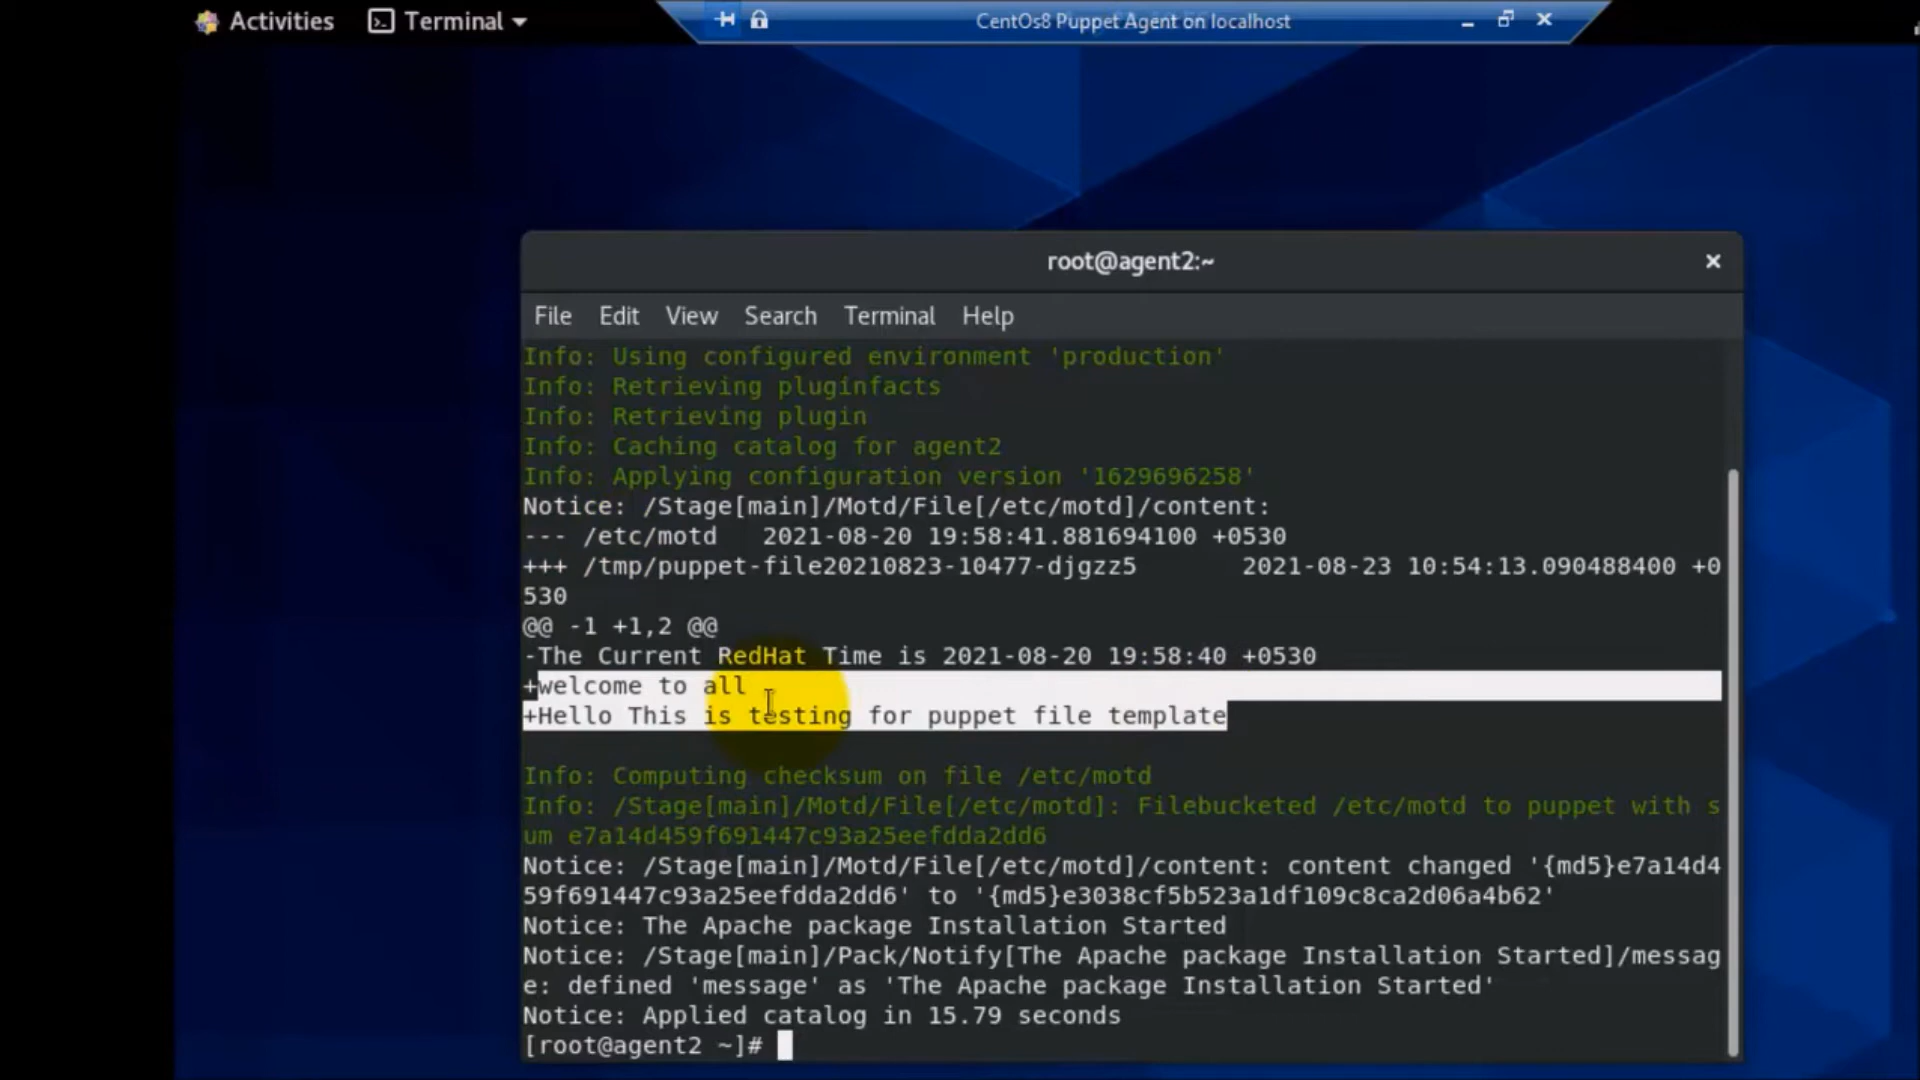 Activities Terminal CentOs8 Puppet Agent on localhost
root@agent2:~
File Edit View Search Terminal Help
Info: Using configured environment 'production'
Info: Retrieving pluginfacts
Info: Retrieving plugin
Info: Caching catalog for agent2
Info: Applying configuration version '1629696258'
Notice: /Stage[main]/Motd/File[/etc/motd]/content:
--- /etc/motd 2021-08-20 19:58:41.881694100 +0530
+++ /tmp/puppet-file20210823-10477-djgzz5 2021-08-23 10:54:13.090488400 +0
530
@@ -1 +1,2 @@
-The Current RedHat Time is 2021-08-20 19:58:40 +0530
+welcome to all
+Hello This is testing for puppet file template
Info: Computing checksum on file /etc/motd
Info: /Stage[main]/Motd/File[/etc/motd]: Filebucketed /etc/motd to puppet with s
um e7a14d459f691447c93a25eefdda2dd6
Notice: /Stage[main]/Motd/File[/etc/motd]/content: content changed '{md5}e7a14d4
59f691447c93a25eefdda2dd6' to '{md5}e3038cf5b523a1df109c8ca2d06a4b62'
Notice: The Apache package Installation Started
Notice: /Stage[main]/Pack/Notify[The Apache package Installation Started]/messag
e: defined 'message' as 'The Apache package Installation Started'
Notice: Applied catalog in 15.79 seconds
[root@agent2 ~]#